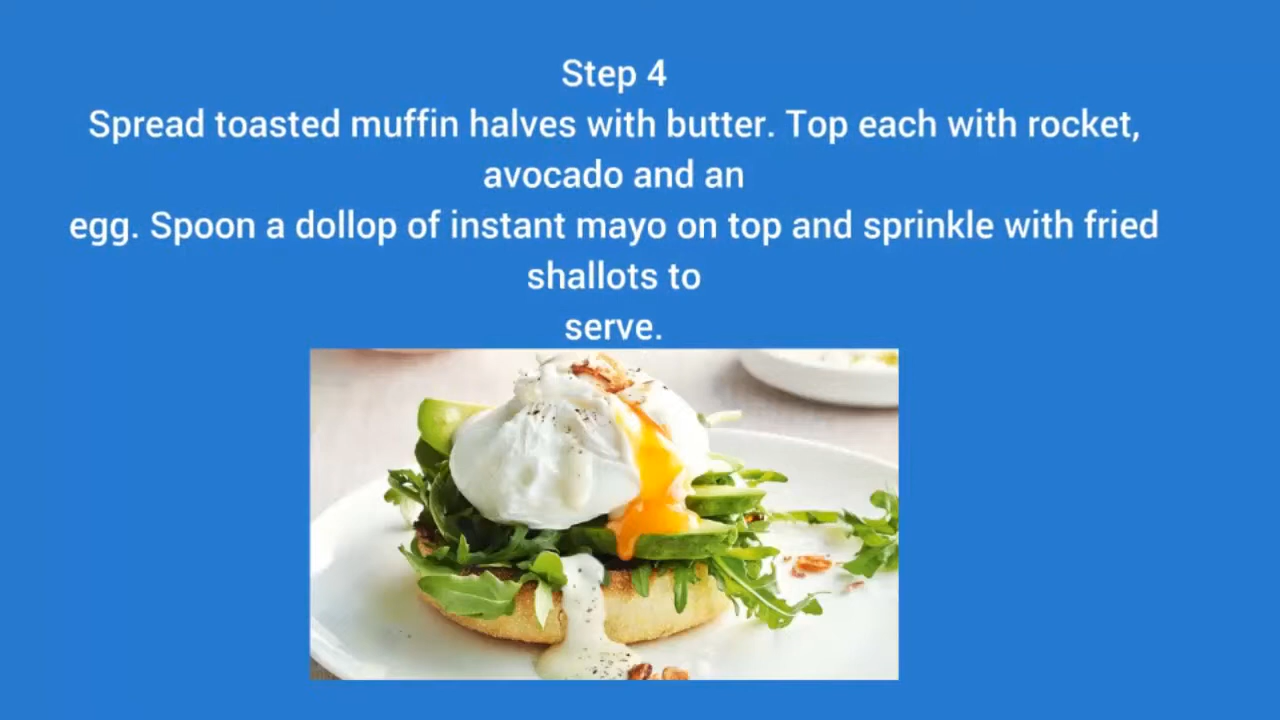 Step 4
Spread toasted muffin halves with butter. Top each with rocket,
avocado and an
egg. Spoon a dollop of instant mayo on top and sprinkle with fried
shallots to
serve.